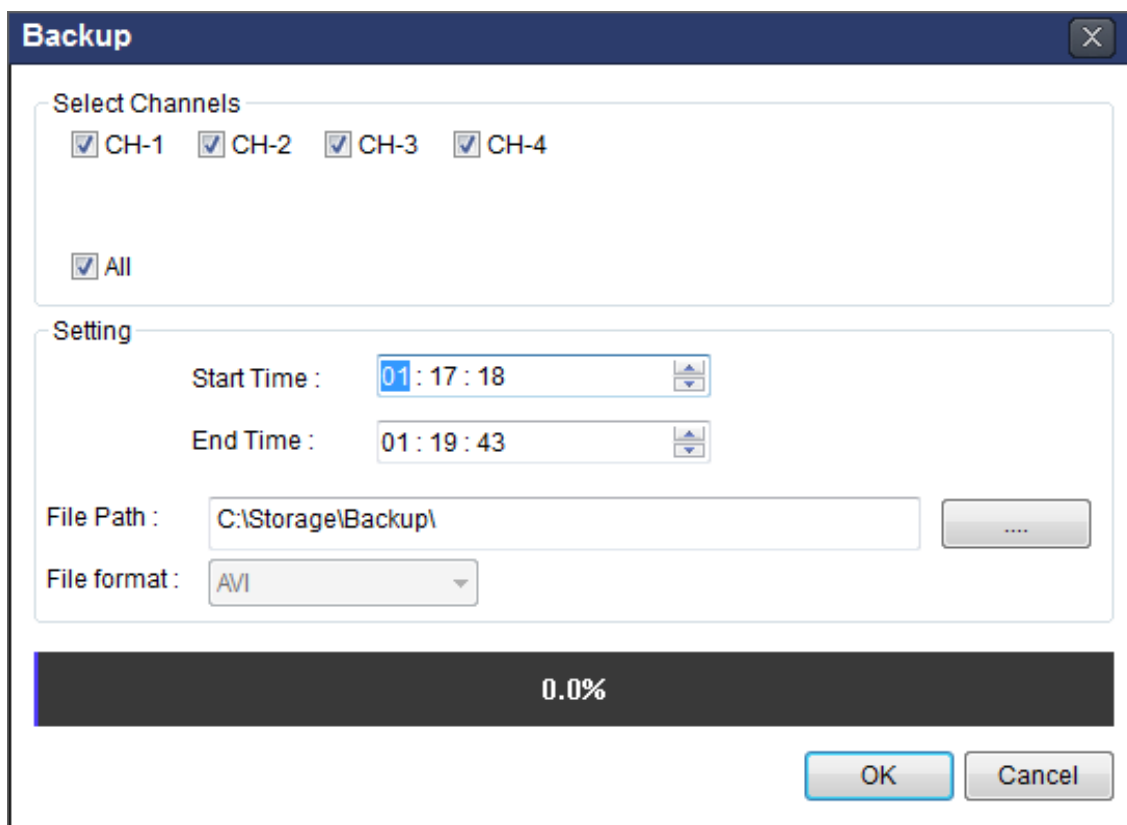 Backup
Select Channels
CH-1 CH-2 CH-3 CH-4
All
Setting
Start Time : 01 : 17 : 18
End Time : 01 : 19 : 43
File Path : C:\Storage\Backup\ ....
File format : AVI
0.0%
OK Cancel